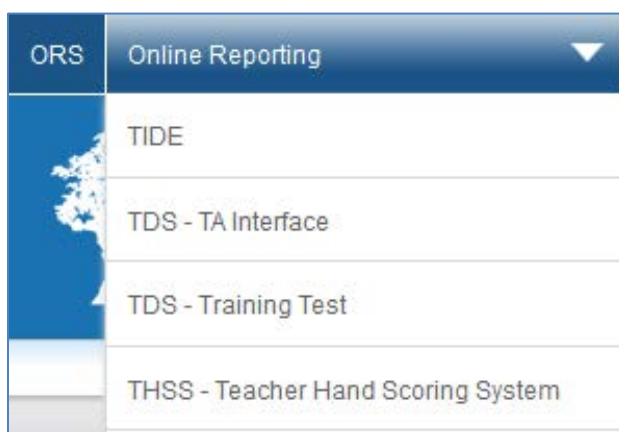 ORS Online Reporting
TIDE
TDS - TA Interface
TDS - Training Test
THSS - Teacher Hand Scoring System